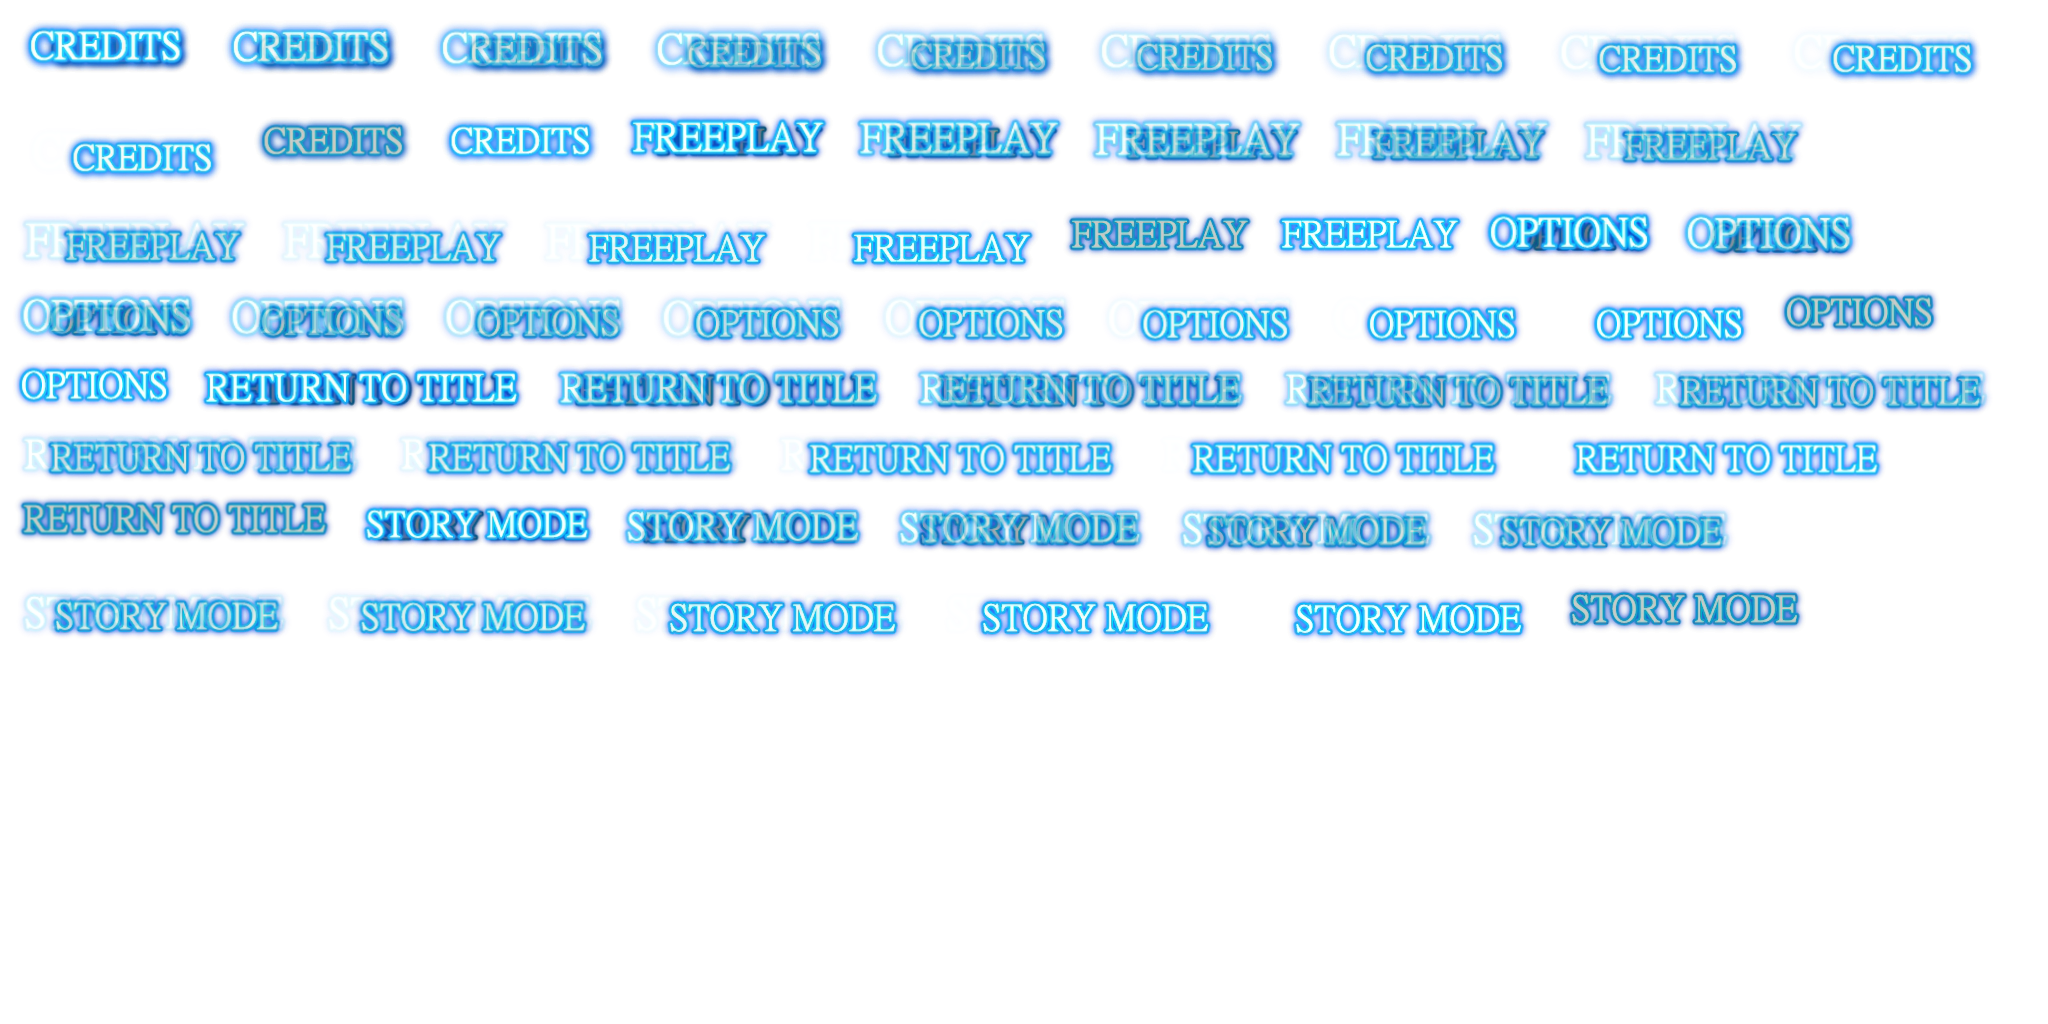 CREDITS CREDITS CREDITS CREDITS CREDITS CREDITS CREDITS CREDITS CREDITS
CREDITS CREDITS CREDITS FREEPLAY FREEPLAY FREEPLAY FREEPLAY FREEPLAY
FREEPLAY FREEPLAY FREEPLAY FREEPLAY FREEPLAY FREEPLAY OPTIONS OPTIONS
OPTIONS OPTIONS OPTIONS OPTIONS OPTIONS OPTIONS OPTIONS OPTIONS OPTIONS
OPTIONS RETURN TO TITLE RETURN TO TITLE RETURN TO TITLE RETURN TO TITLE RETURN TO TITLE
RETURN TO TITLE RETURN TO TITLE RETURN TO TITLE RETURN TO TITLE RETURN TO TITLE
RETURN TO TITLE STORY MODE STORY MODE STORY MODE STORY MODE STORY MODE
STORY MODE STORY MODE STORY MODE STORY MODE STORY MODE STORY MODE